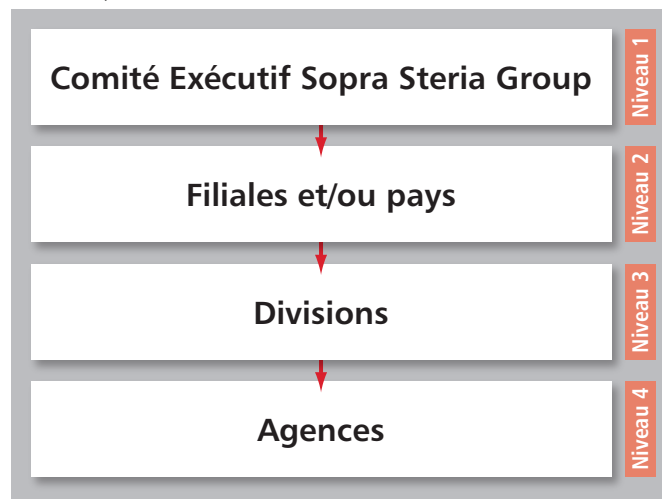 Comité Exécutif Sopra Steria Group
Niveau 1
Filiales et/ou pays
Niveau 2
Divisions
Niveau 3
Agences
Niveau 4